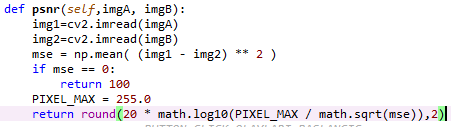 def psnr(self,imgA, imgB):
    img1=cv2.imread(imgA)
    img2=cv2.imread(imgB)
    mse = np.mean( (img1 - img2) ** 2 )
    if mse == 0:
        return 100
    PIXEL_MAX = 255.0
    return round(20 * math.log10(PIXEL_MAX / math.sqrt(mse)),2)